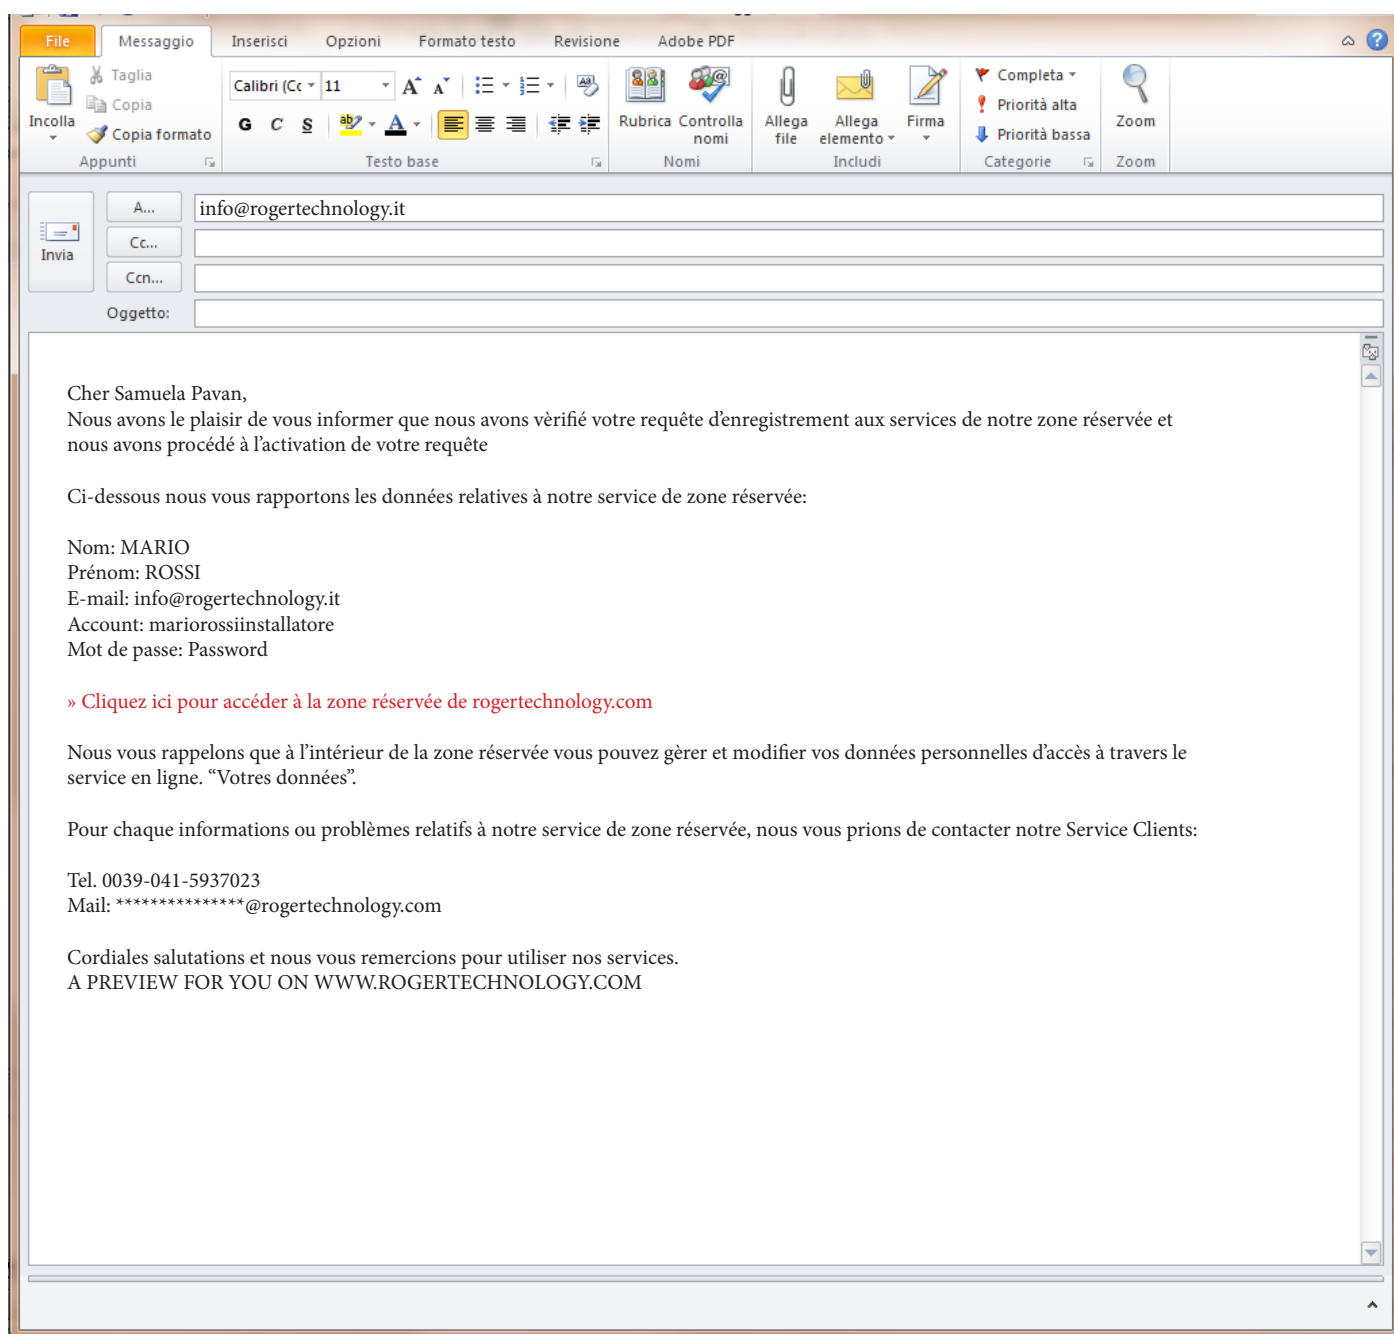 File Messaggio Inserisci Opzioni Formato testo Revisione Adobe PDF
Incolla
Taglia
Copia
Copia formato
Appunti
Calibri (Cc 11
G C S
Testo base
Rubrica Controlla nomi
Nomi
Allega file
Allega elemento
Firma
Includi
Completa
Priorità alta
Priorità bassa
Categorie
Zoom
Zoom
Invia
A... info@rogertechnology.it
Cc...
Ccn...
Oggetto:
Cher Samuela Pavan,
Nous avons le plaisir de vous informer que nous avons vèrifié votre requête d’enregistrement aux services de notre zone réservée et
nous avons procédé à l’activation de votre requête
Ci-dessous nous vous rapportons les données relatives à notre service de zone réservée:
Nom: MARIO
Prénom: ROSSI
E-mail: info@rogertechnology.it
Account: mariorossiinstallatore
Mot de passe: Password
» Cliquez ici pour accéder à la zone réservée de rogertechnology.com
Nous vous rappelons que à l’intérieur de la zone réservée vous pouvez gèrer et modifier vos données personnelles d’accès à travers le
service en ligne. “Votres données”.
Pour chaque informations ou problèmes relatifs à notre service de zone réservée, nous vous prions de contacter notre Service Clients:
Tel. 0039-041-5937023
Mail: ***************@rogertechnology.com
Cordiales salutations et nous vous remercions pour utiliser nos services.
A PREVIEW FOR YOU ON WWW.ROGERTECHNOLOGY.COM